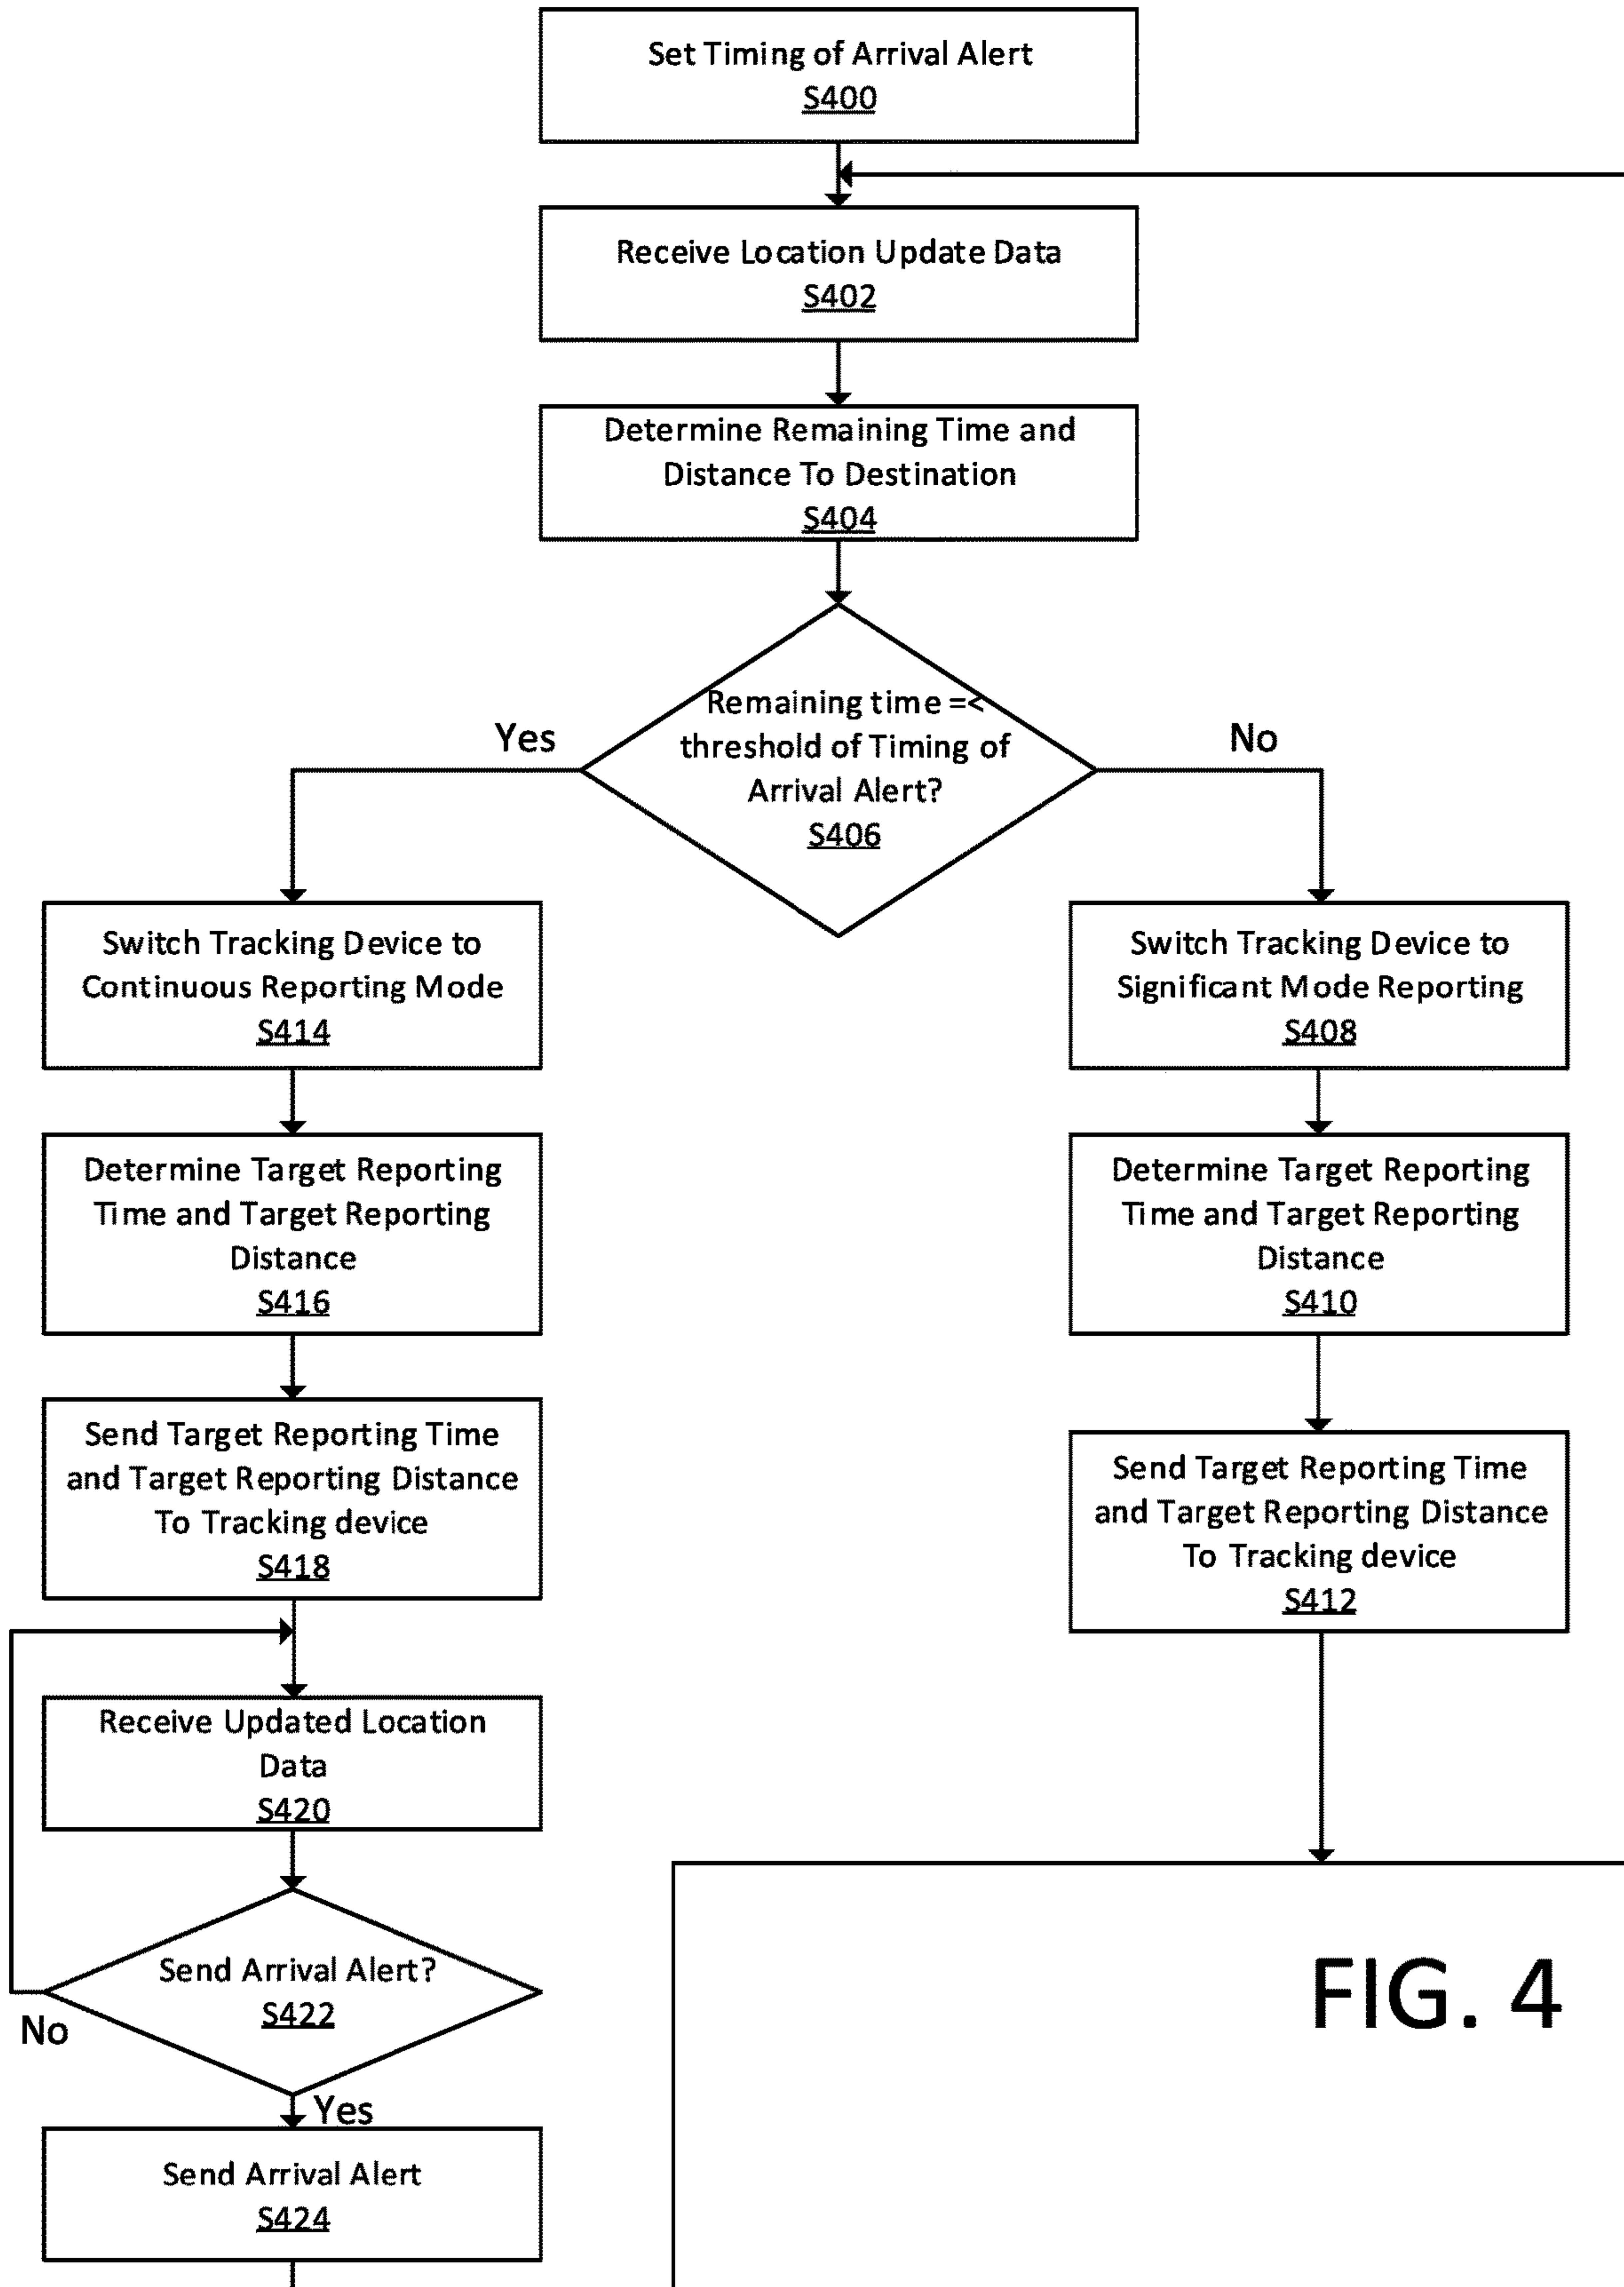 Set Timing of Arrival Alert
S400
Receive Location Update Data
S402
Determine Remaining Time and
Distance To Destination
S404
Remaining time =<
threshold of Timing of
Arrival Alert?
S406
Yes
No
Switch Tracking Device to
Continuous Reporting Mode
S414
Switch Tracking Device to
Significant Mode Reporting
S408
Determine Target Reporting
Time and Target Reporting
Distance
S416
Determine Target Reporting
Time and Target Reporting
Distance
S410
Send Target Reporting Time
and Target Reporting Distance
To Tracking device
S418
Send Target Reporting Time
and Target Reporting Distance
To Tracking device
S412
Receive Updated Location
Data
S420
Send Arrival Alert?
S422
No
Yes
Send Arrival Alert
S424
FIG. 4